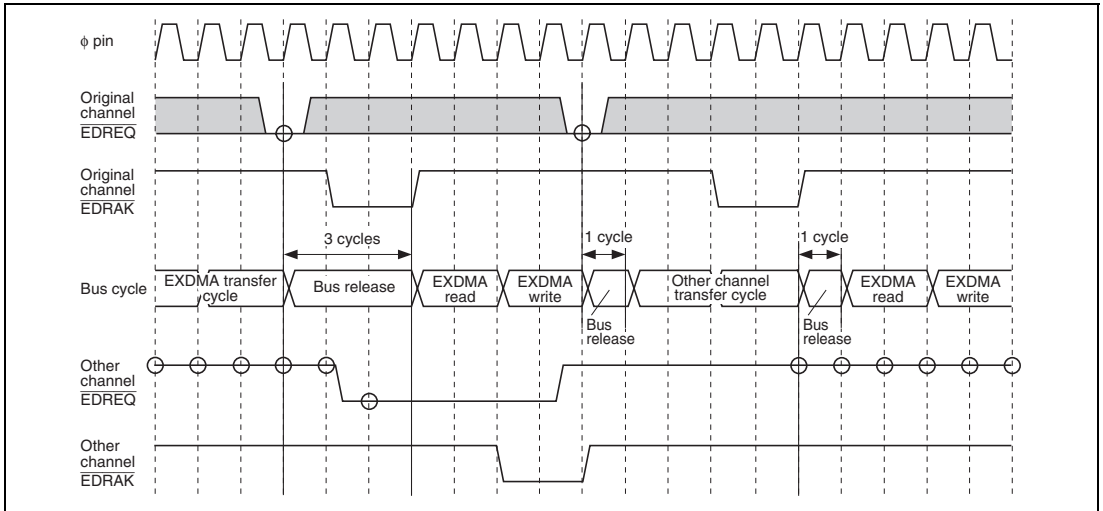 φ pin
Original
channel
EDREQ
Original
channel
EDRAK
3 cycles
1 cycle
1 cycle
Bus cycle
EXDMA transfer
cycle
Bus release
EXDMA
read
EXDMA
write
Bus
release
Other channel
transfer cycle
Bus
release
EXDMA
read
EXDMA
write
Other
channel
EDREQ
Other
channel
EDRAK